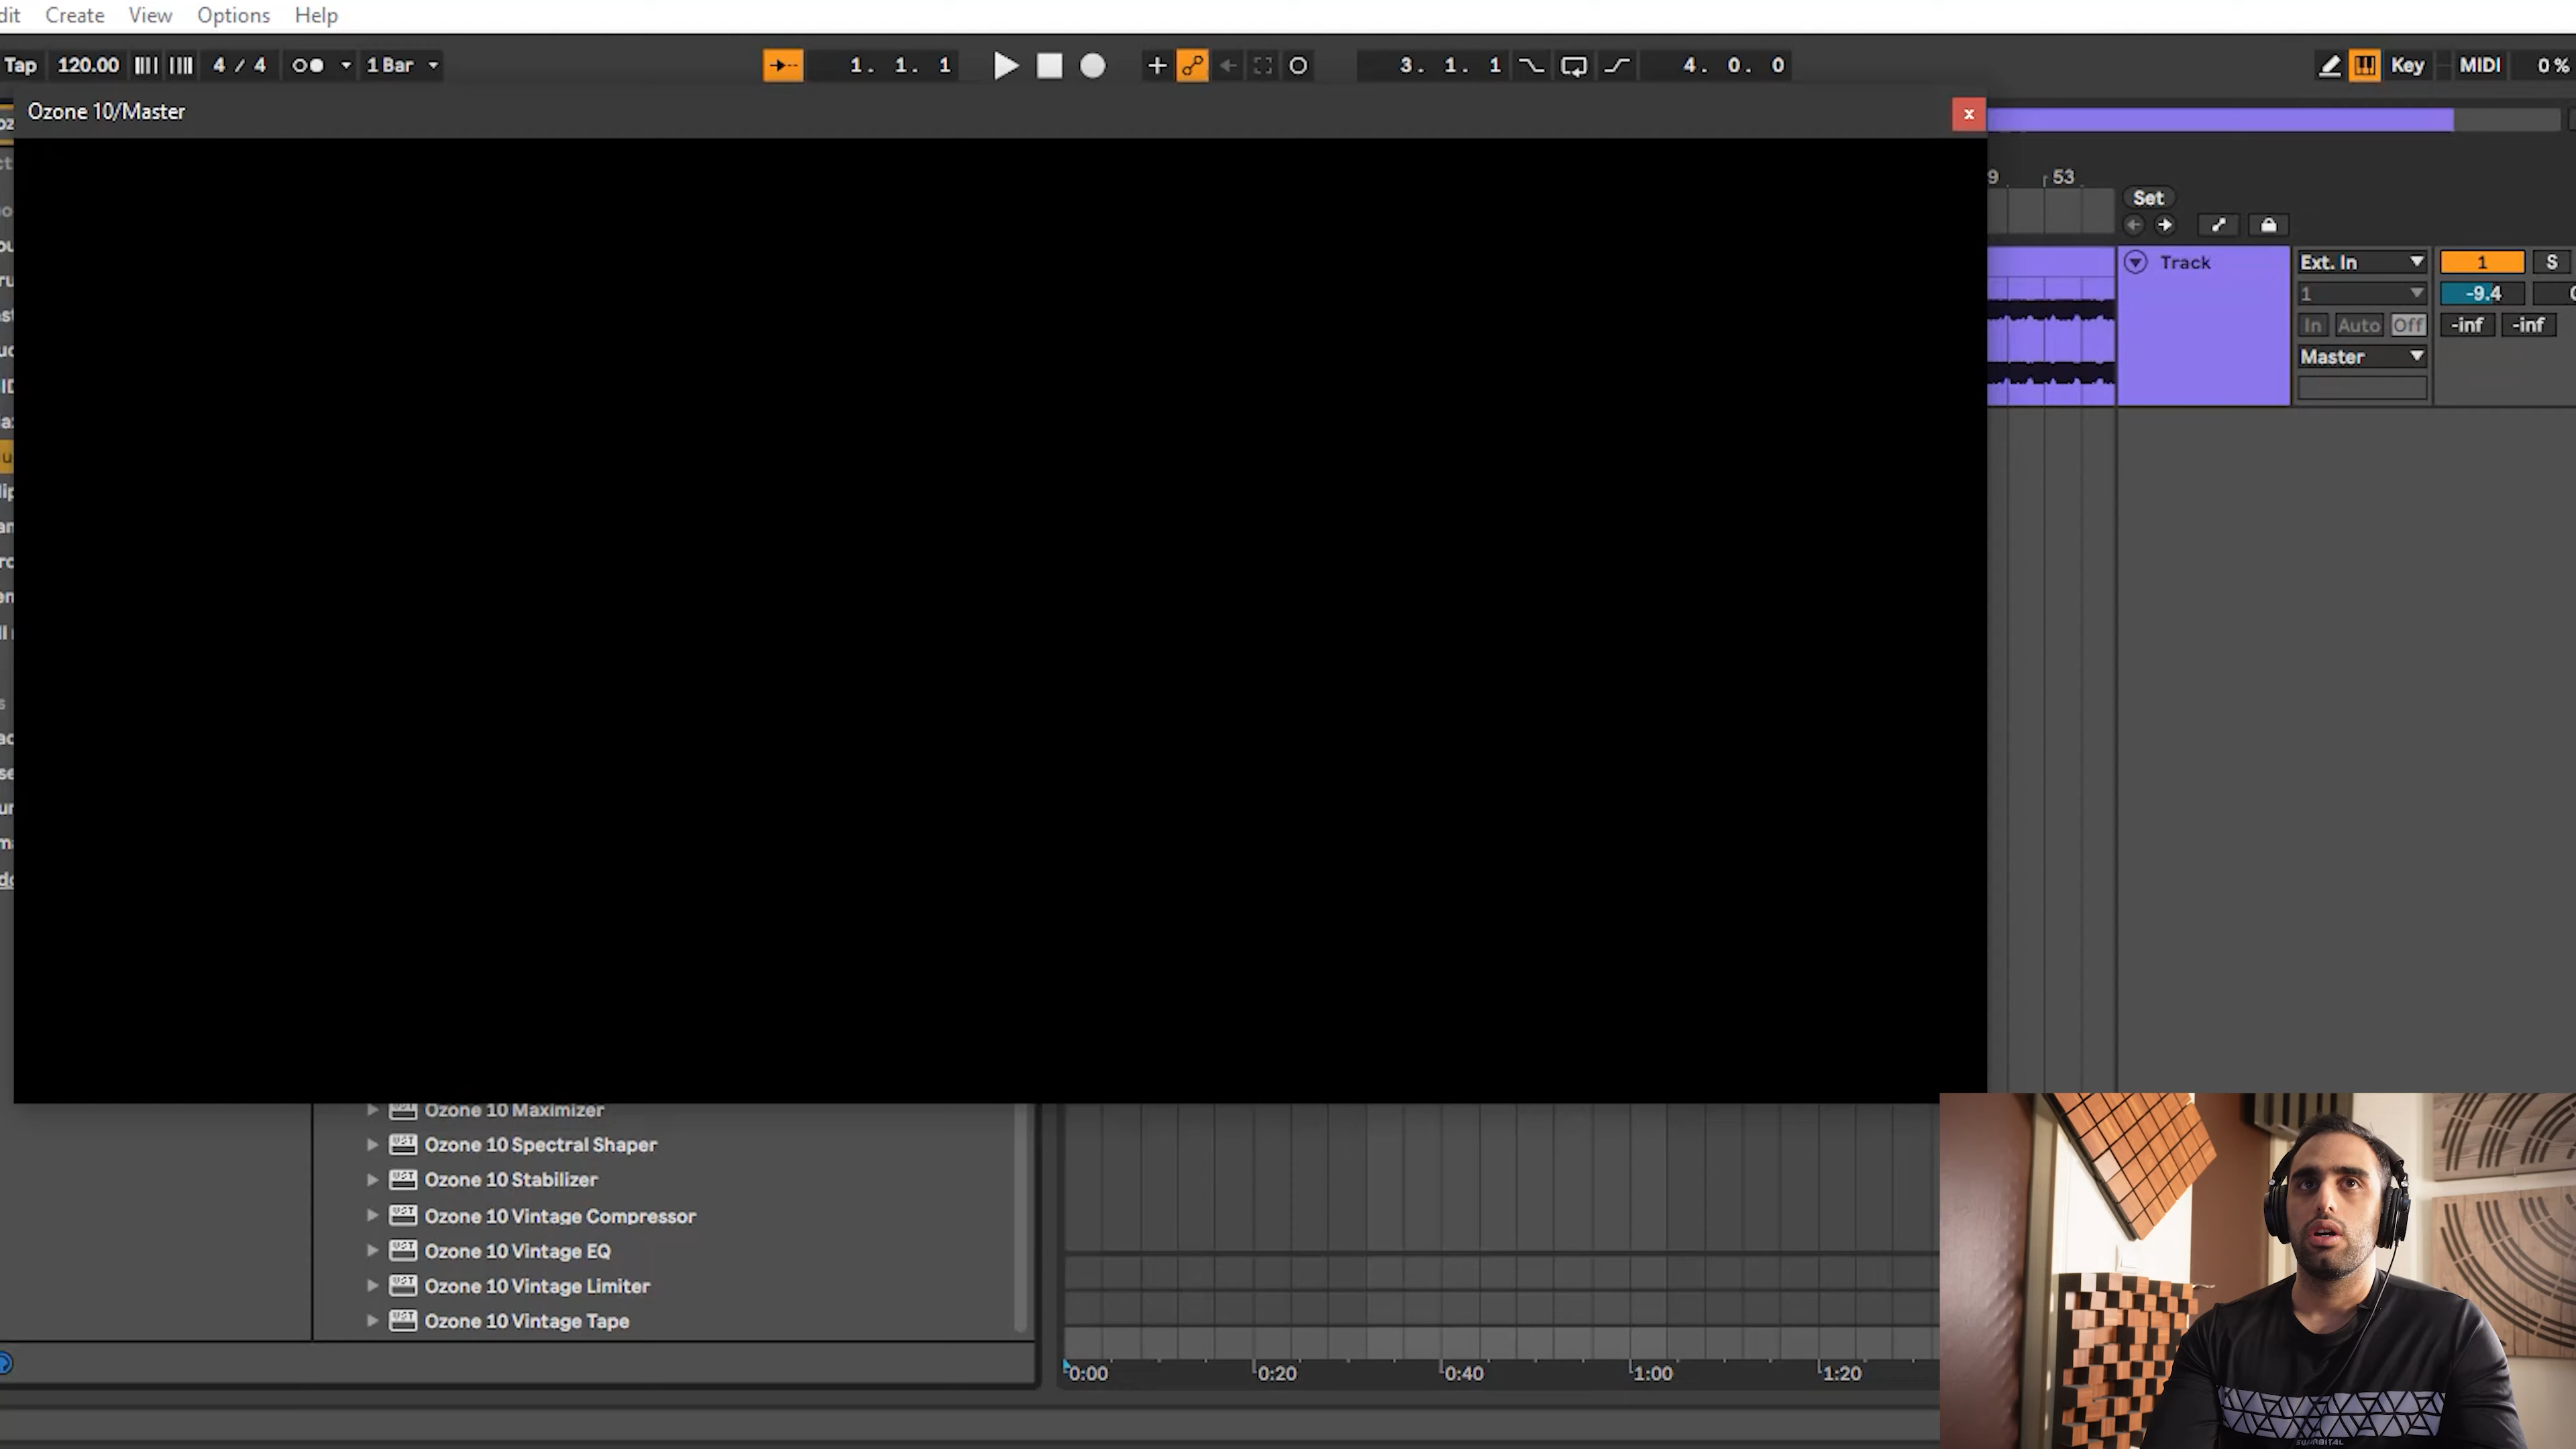 Create View Options Help
Tap 120.00 4 / 4 1 Bar 1. 1. 1 3. 1. 1 4. 0. 0 Key MIDI 0 %
Ozone 10/Master x
53
Set
Track Ext. In 1 S
1 -9.4
In Auto Off -inf -inf
Master
Ozone 10 Maximizer
Ozone 10 Spectral Shaper
Ozone 10 Stabilizer
Ozone 10 Vintage Compressor
Ozone 10 Vintage EQ
Ozone 10 Vintage Limiter
Ozone 10 Vintage Tape
0:00 0:20 0:40 1:00 1:20